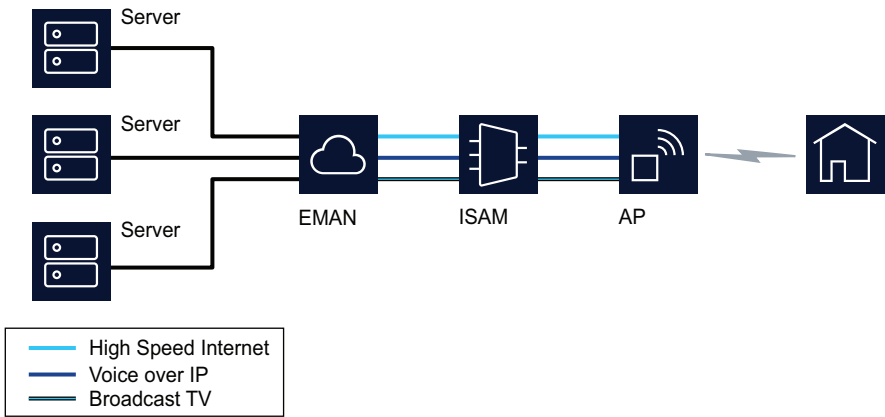 Server
Server
Server
EMAN
ISAM
AP
High Speed Internet
Voice over IP
Broadcast TV